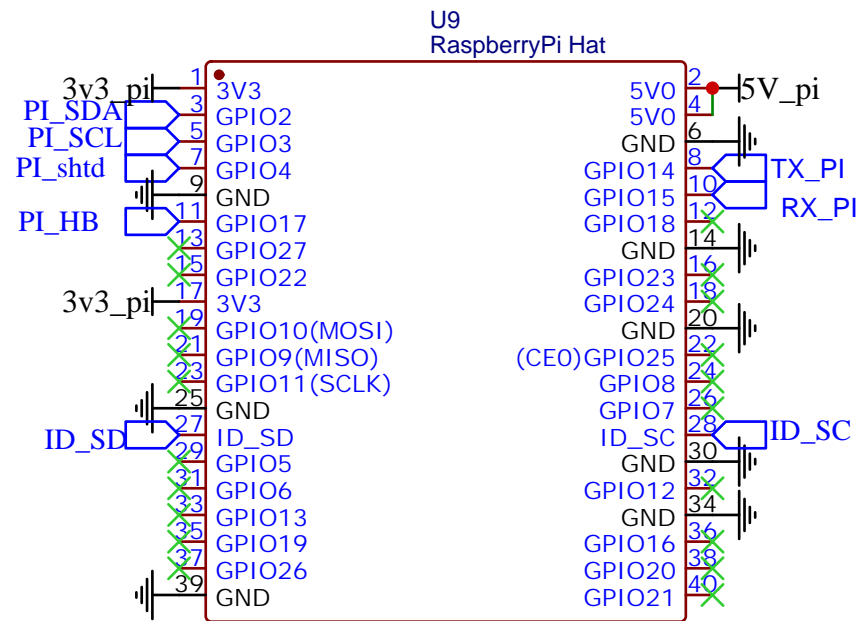 U9
RaspberryPi Hat
3v3_pi 1 3V3 5V0 2 5V_pi
PI_SDA 3 GPIO2 5V0 4
PI_SCL 5 GPIO3 GND 6
PI_shtd 7 GPIO4 GPIO14 8 TX_PI
9 GND GPIO15 10 RX_PI
PI_HB 11 GPIO17 GPIO18 12
13 GPIO27 GND 14
15 GPIO22 GPIO23 16
3v3_pi 17 3V3 GPIO24 18
19 GPIO10(MOSI) GND 20
21 GPIO9(MISO) (CE0)GPIO25 22
23 GPIO11(SCLK) GPIO8 24
25 GND GPIO7 26
ID_SD 27 ID_SD ID_SC 28 ID_SC
29 GPIO5 GND 30
31 GPIO6 GPIO12 32
33 GPIO13 GND 34
35 GPIO19 GPIO16 36
37 GPIO26 GPIO20 38
39 GND GPIO21 40